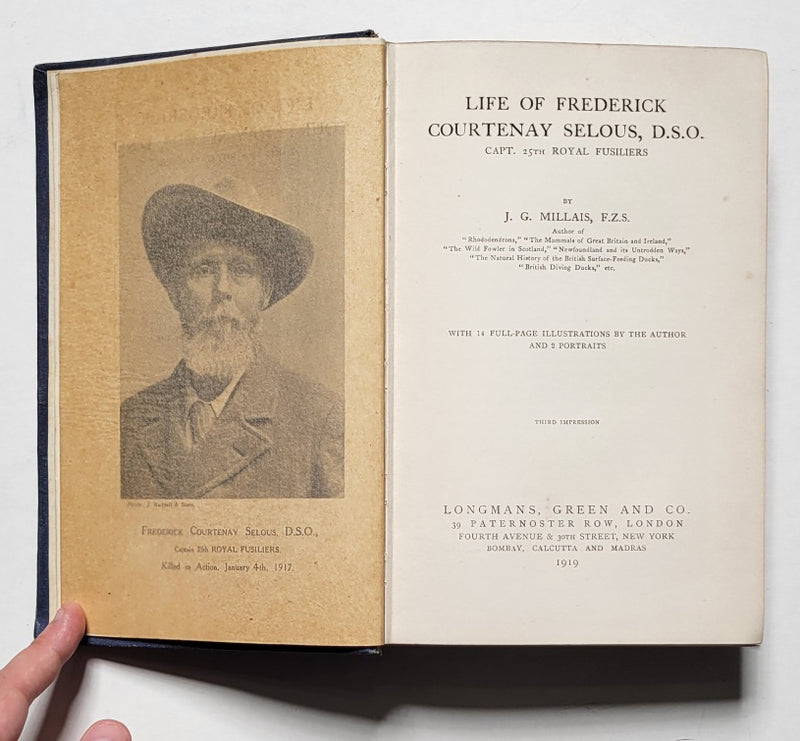 Photo. J. Russell & Sons.
FREDERICK COURTENAY SELOUS, D.S.O.,
Captain 25th ROYAL FUSILIERS.
Killed in Action, January 4th, 1917.
LIFE OF FREDERICK
COURTENAY SELOUS, D.S.O.
CAPT. 25TH ROYAL FUSILIERS
BY
J. G. MILLAIS, F.Z.S.
Author of
"Rhododendrons," "The Mammals of Great Britain and Ireland,"
"The Wild Fowler in Scotland," "Newfoundland and its Untrodden Ways,"
"The Natural History of the British Surface-Feeding Ducks,"
"British Diving Ducks," etc.
WITH 14 FULL-PAGE ILLUSTRATIONS BY THE AUTHOR
AND 2 PORTRAITS
THIRD IMPRESSION
LONGMANS, GREEN AND CO.
39 PATERNOSTER ROW, LONDON
FOURTH AVENUE & 30TH STREET, NEW YORK
BOMBAY, CALCUTTA AND MADRAS
1919